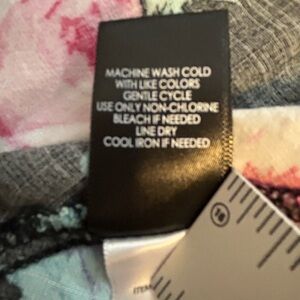 MACHINE WASH COLD
WITH LIKE COLORS
GENTLE CYCLE
USE ONLY NON-CHLORINE
BLEACH IF NEEDED
LINE DRY
COOL IRON IF NEEDED
ITEM